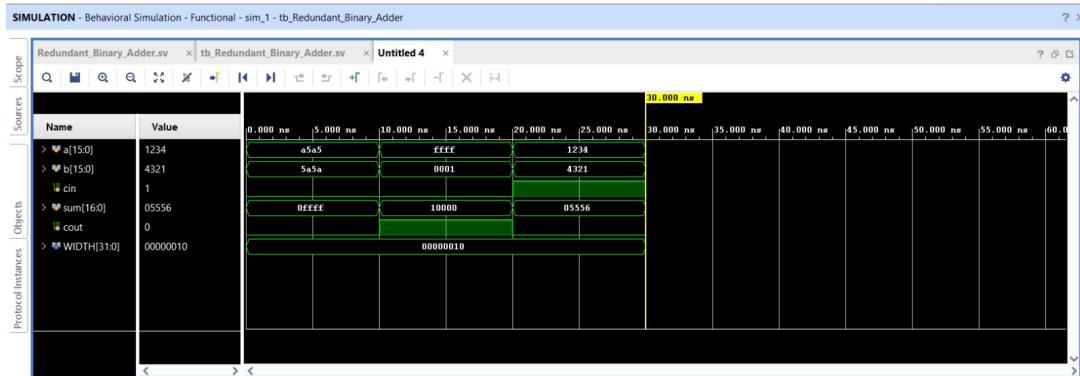 SIMULATION - Behavioral Simulation - Functional - sim_1 - tb_Redundant_Binary_Adder ?
Redundant_Binary_Adder.sv × tb_Redundant_Binary_Adder.sv × Untitled 4 × ?
Scope
Sources
Objects
Protocol Instances
30.000 ns
Name Value 0.000 ns 5.000 ns 10.000 ns 15.000 ns 20.000 ns 25.000 ns 30.000 ns 35.000 ns 40.000 ns 45.000 ns 50.000 ns 55.000 ns 60.0
a[15:0] 1234 a5a5 ffff 1234
b[15:0] 4321 5a5a 0001 4321
cin 1
sum[16:0] 05556 0ffff 10000 05556
cout 0
WIDTH[31:0] 00000010 00000010